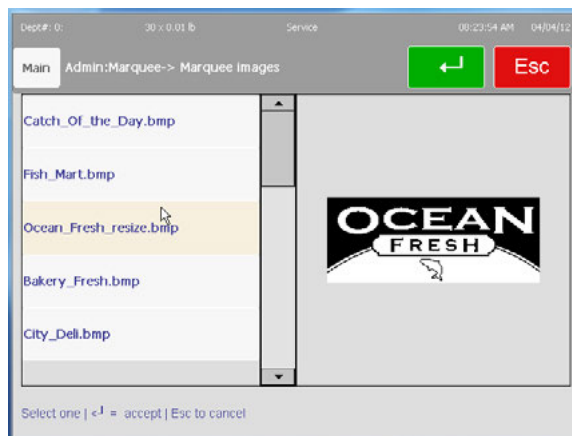 Dept#: 0: 30 x 0.01 lb Service 08:23:54 AM 04/04/12
Main Admin:Marquee-> Marquee images Esc
Catch_Of_the_Day.bmp
Fish_Mart.bmp
Ocean_Fresh_resize.bmp
Bakery_Fresh.bmp
City_Deli.bmp
OCEAN
FRESH
Select one | <┘ = accept | Esc to cancel